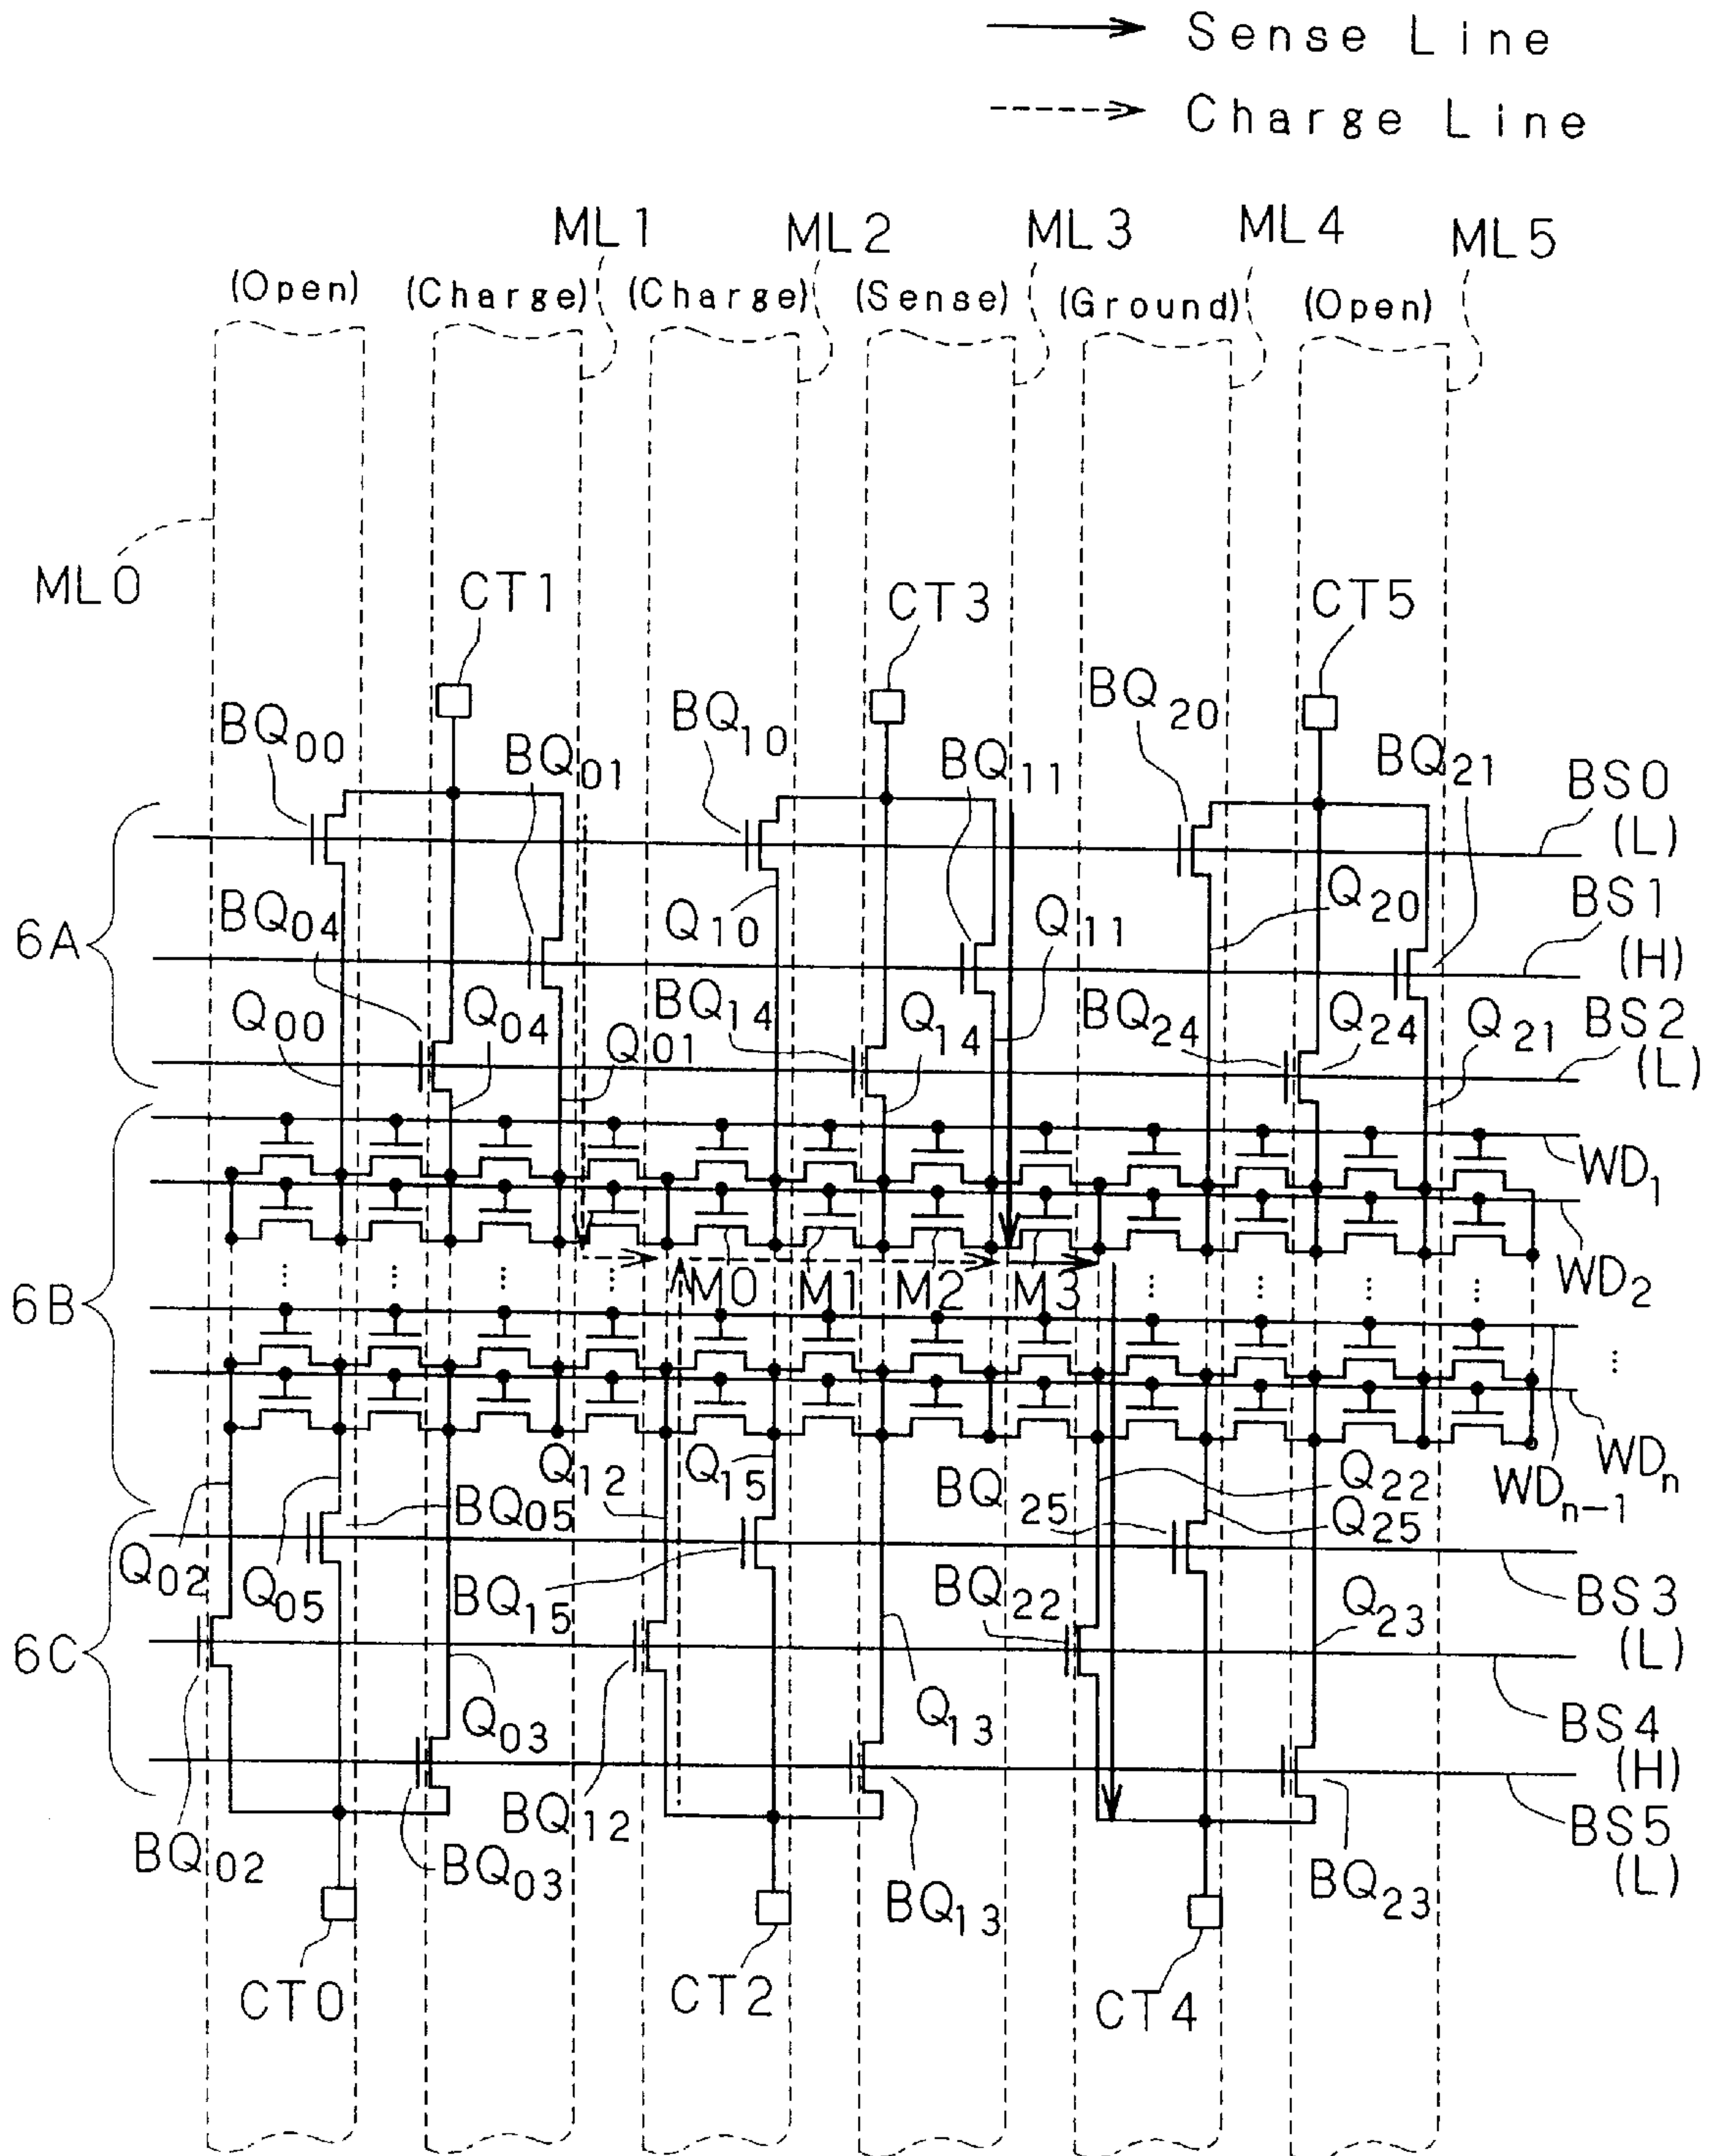 Sense Line
Charge Line
ML1 ML2 ML3 ML4 ML5
(Open) (Charge) (Charge) (Sense) (Ground) (Open)
ML0
CT1 CT3 CT5
BQ00 BQ01 BQ10 BQ11 BQ20 BQ21
BS0
(L)
6A
BQ04 Q10 Q11 Q20 BS1
(H)
Q00 Q04 Q01 BQ14 Q14 BQ24 Q24 Q21 BS2
(L)
WD1
6B
M0 M1 M2 M3 WD2
Q12 Q15 Q22 WDn-1 WDn
Q02 Q05 BQ05 BQ25 Q25
BQ15 BQ22 Q23 BS3
(L)
6C
Q03 Q13 BS4
(H)
BQ02 BQ03 BQ12 BQ13 BQ23 BS5
(L)
CT0 CT2 CT4